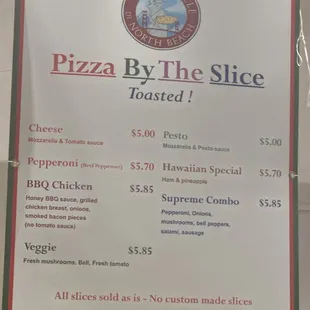 OF NORTH BEACH
Pizza By The Slice
Toasted !
Cheese $5.00
Mozzarella & Tomato sauce
Pepperoni (Beef Pepperoni) $5.70
BBQ Chicken $5.85
Honey BBQ sauce, grilled
chicken breast, onions,
smoked bacon pieces
(no tomato sauce)
Veggie $5.85
Fresh mushrooms, Bell, Fresh tomato
Pesto $5.00
Mozzarella & Pesto sauce
Hawaiian Special $5.70
Ham & pineapple
Supreme Combo $5.85
Pepperoni, Onions,
mushrooms, bell peppers,
salami, sausage
All slices sold as is - No custom made slices